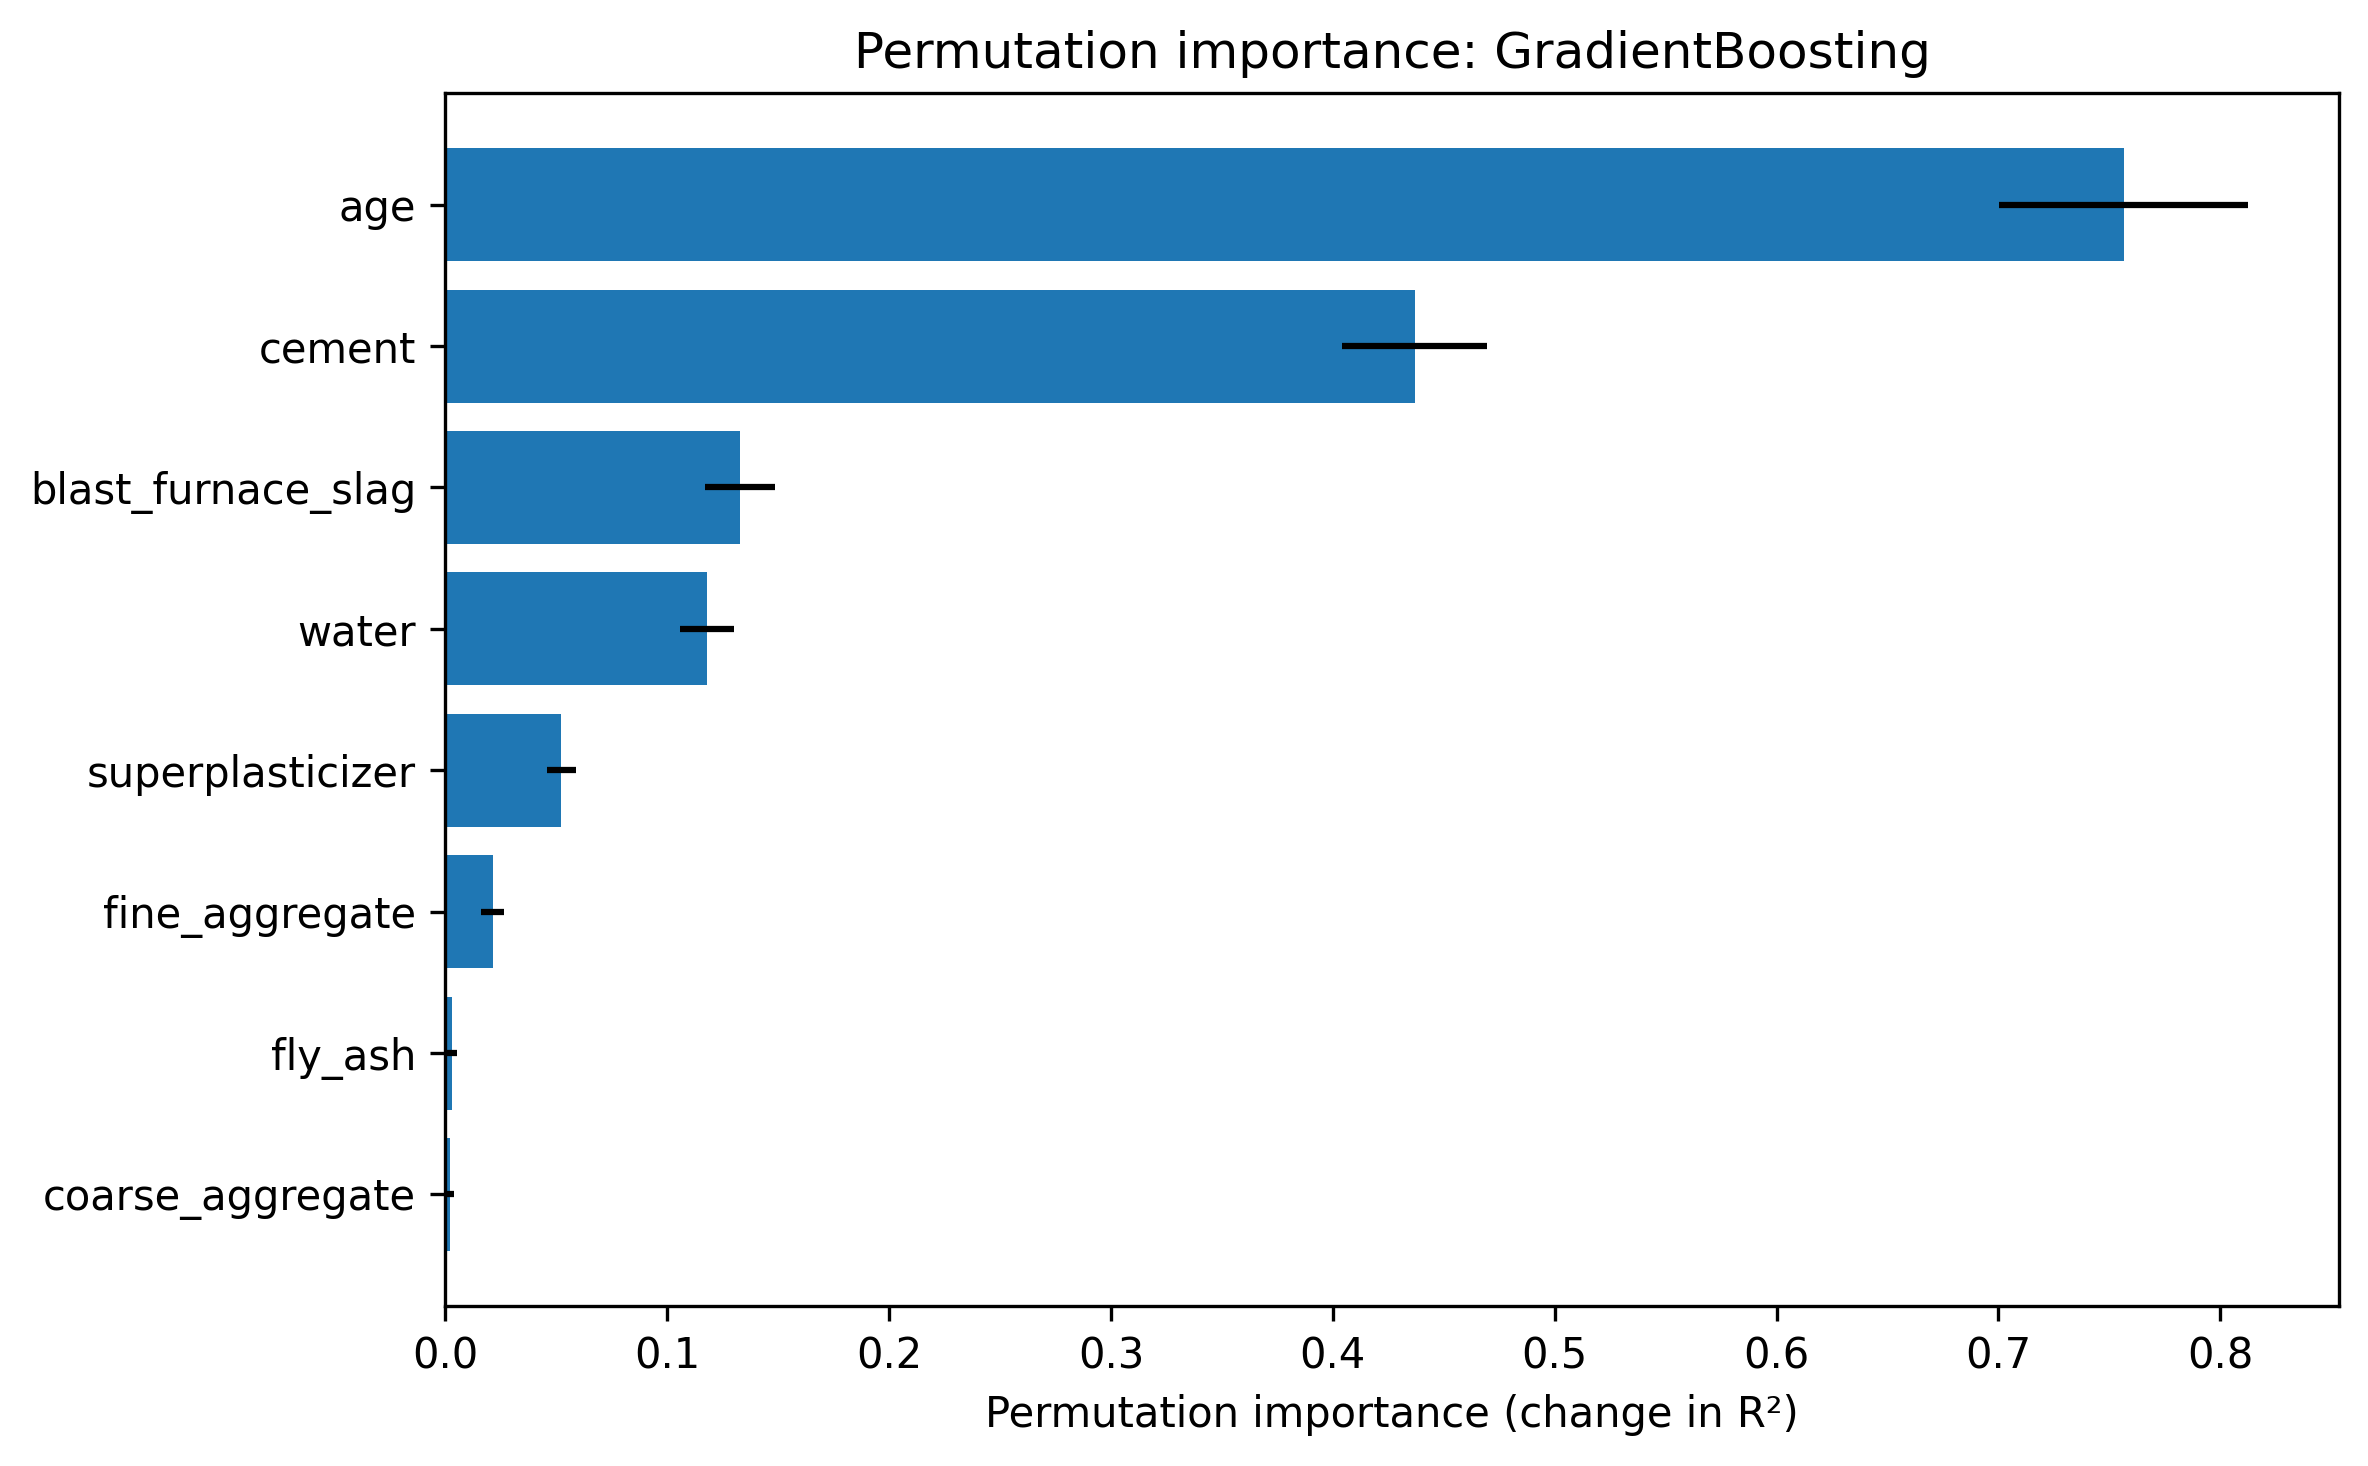 Permutation importance: GradientBoosting
age
cement
blast_furnace_slag
water
superplasticizer
fine_aggregate
fly_ash
coarse_aggregate
0.0 0.1 0.2 0.3 0.4 0.5 0.6 0.7 0.8
Permutation importance (change in R²)